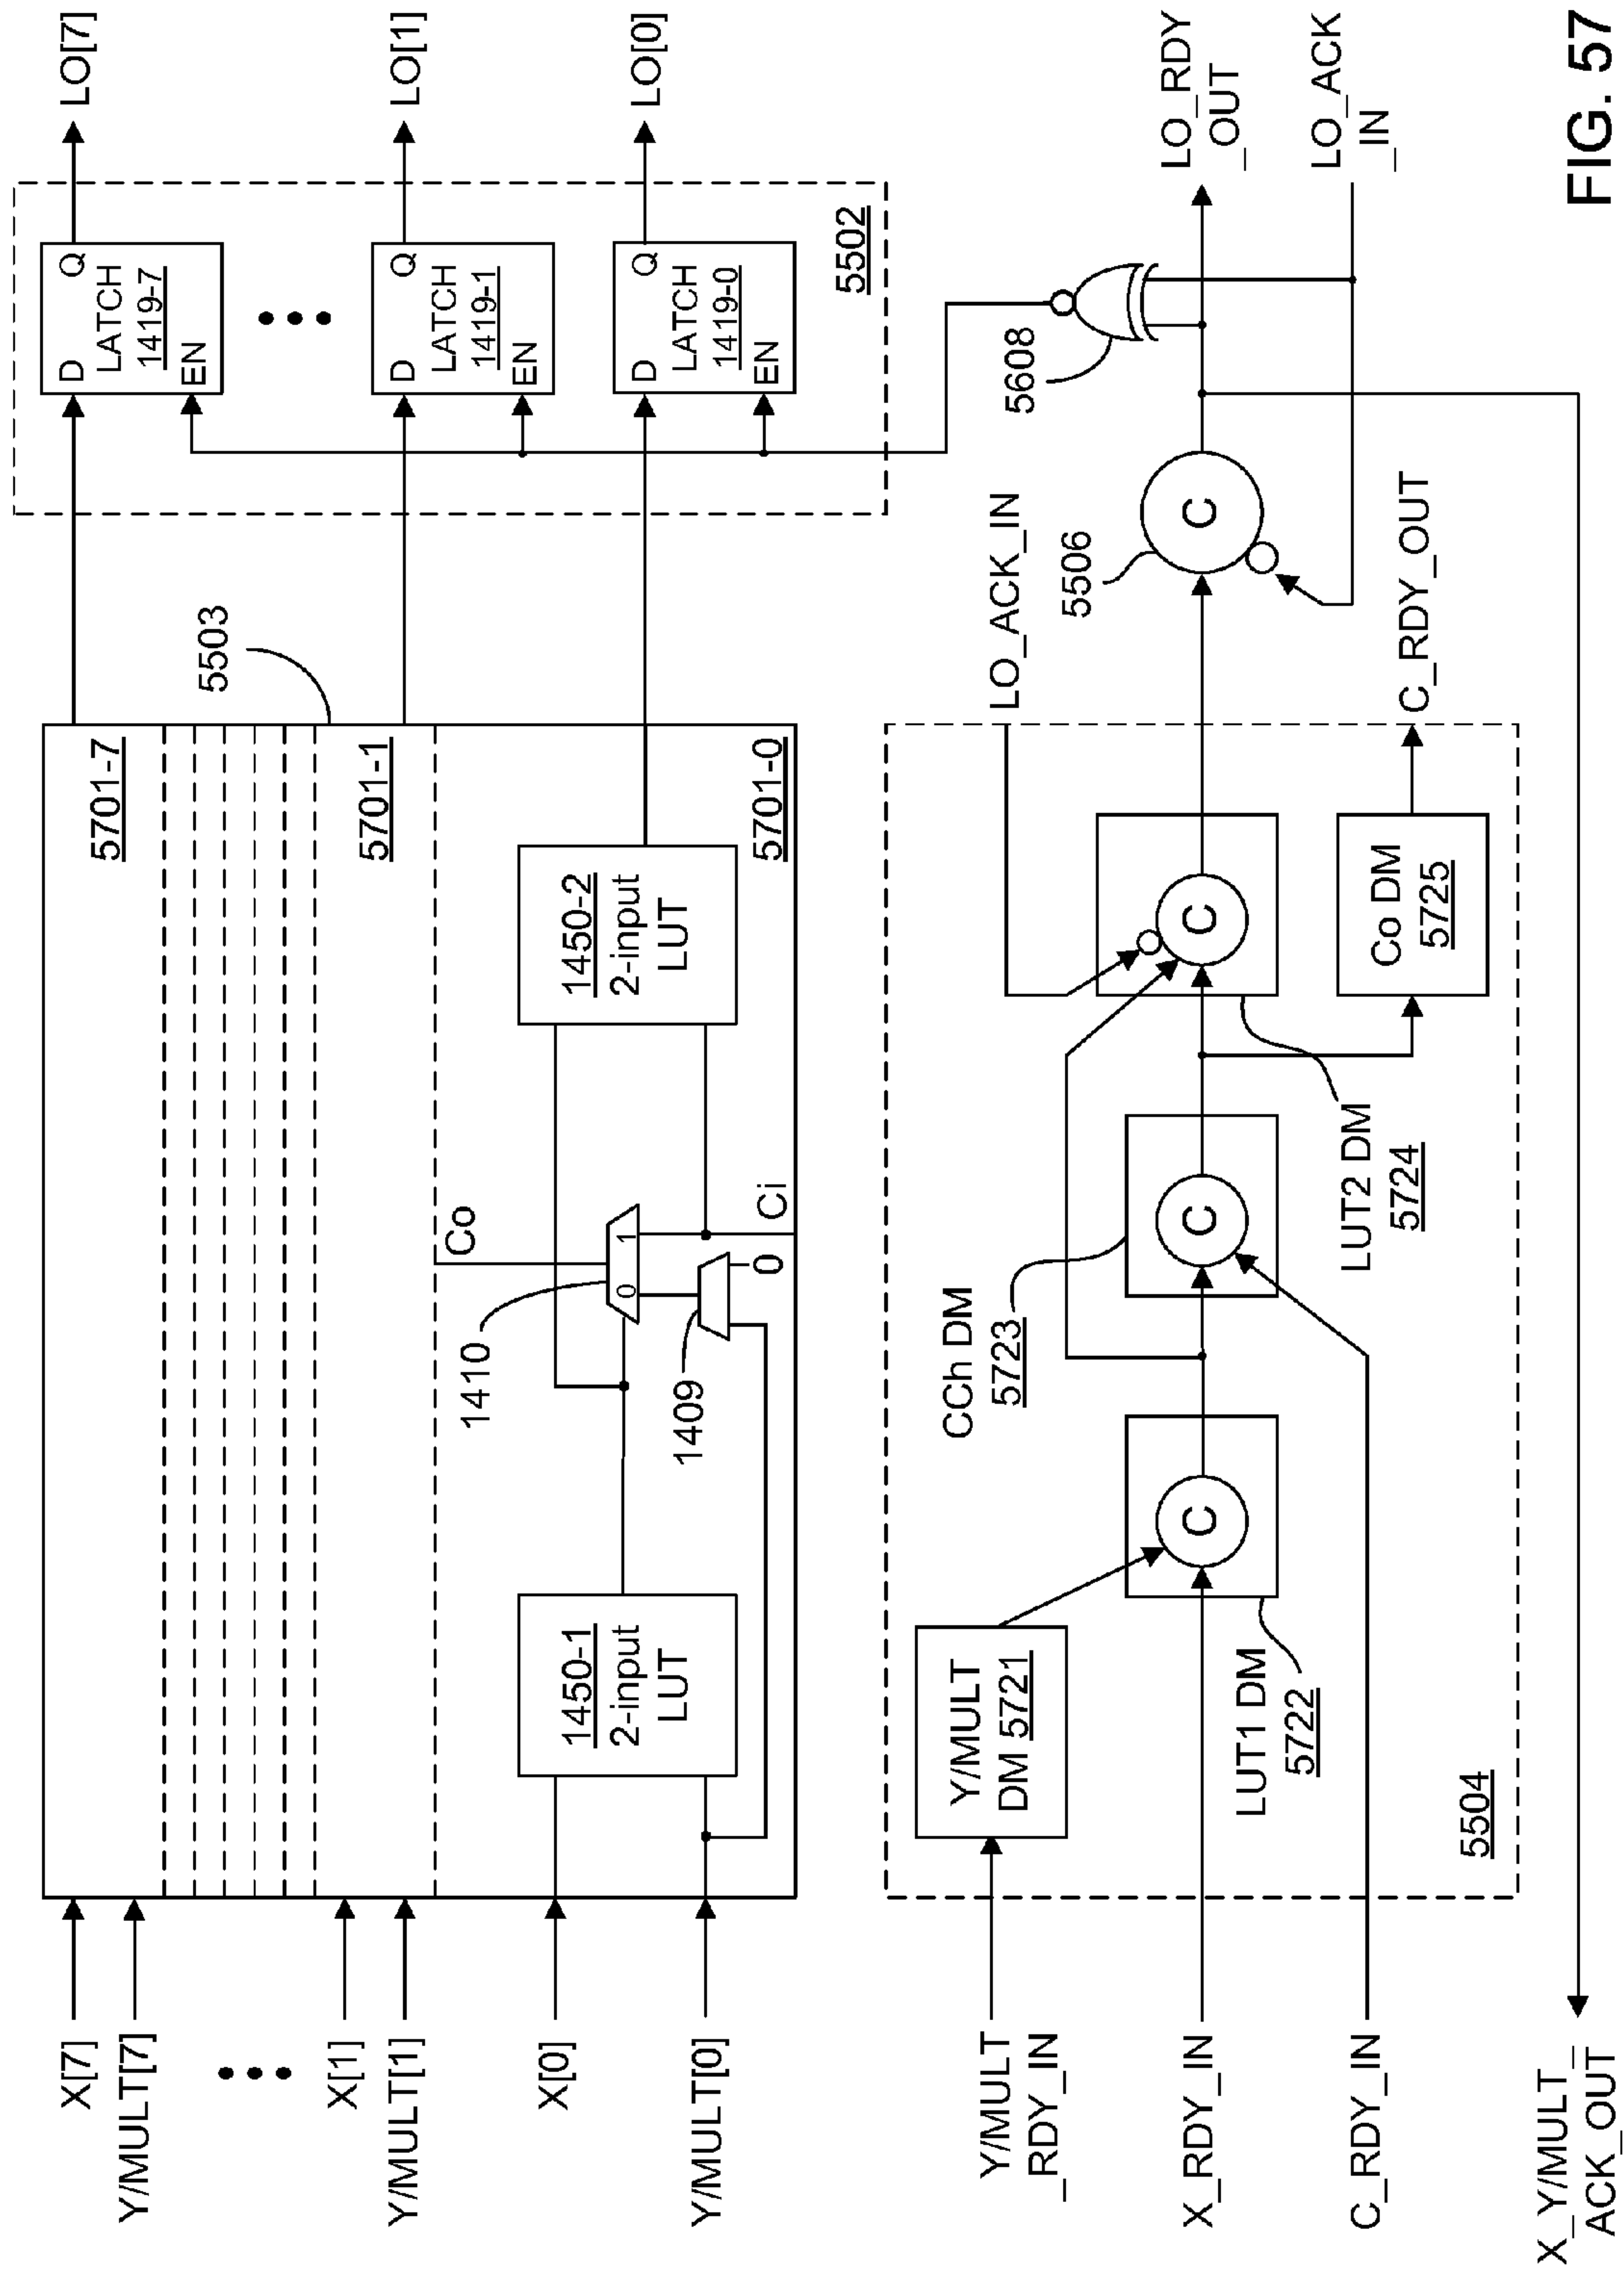 X[7]
Y/MULT[7]
X[1]
Y/MULT[1]
X[0]
Y/MULT[0]
5701-7
5701-1
5701-0
5503
1450-1
2-input
LUT
1450-2
2-input
LUT
1410
1409
0
1
0
Co
Ci
D
Q
LATCH
1419-7
EN
D
Q
LATCH
1419-1
EN
D
Q
LATCH
1419-0
EN
5502
LO[7]
LO[1]
LO[0]
Y/MULT
_RDY_IN
X_RDY_IN
C_RDY_IN
X_Y/MULT_
ACK_OUT
Y/MULT
DM 5721
C
LUT1 DM
5722
CCh DM
5723
C
C
LUT2 DM
5724
Co DM
5725
5504
LO_ACK_IN
C_RDY_OUT
5506
C
5608
LO_RDY
_OUT
LO_ACK
_IN
FIG. 57